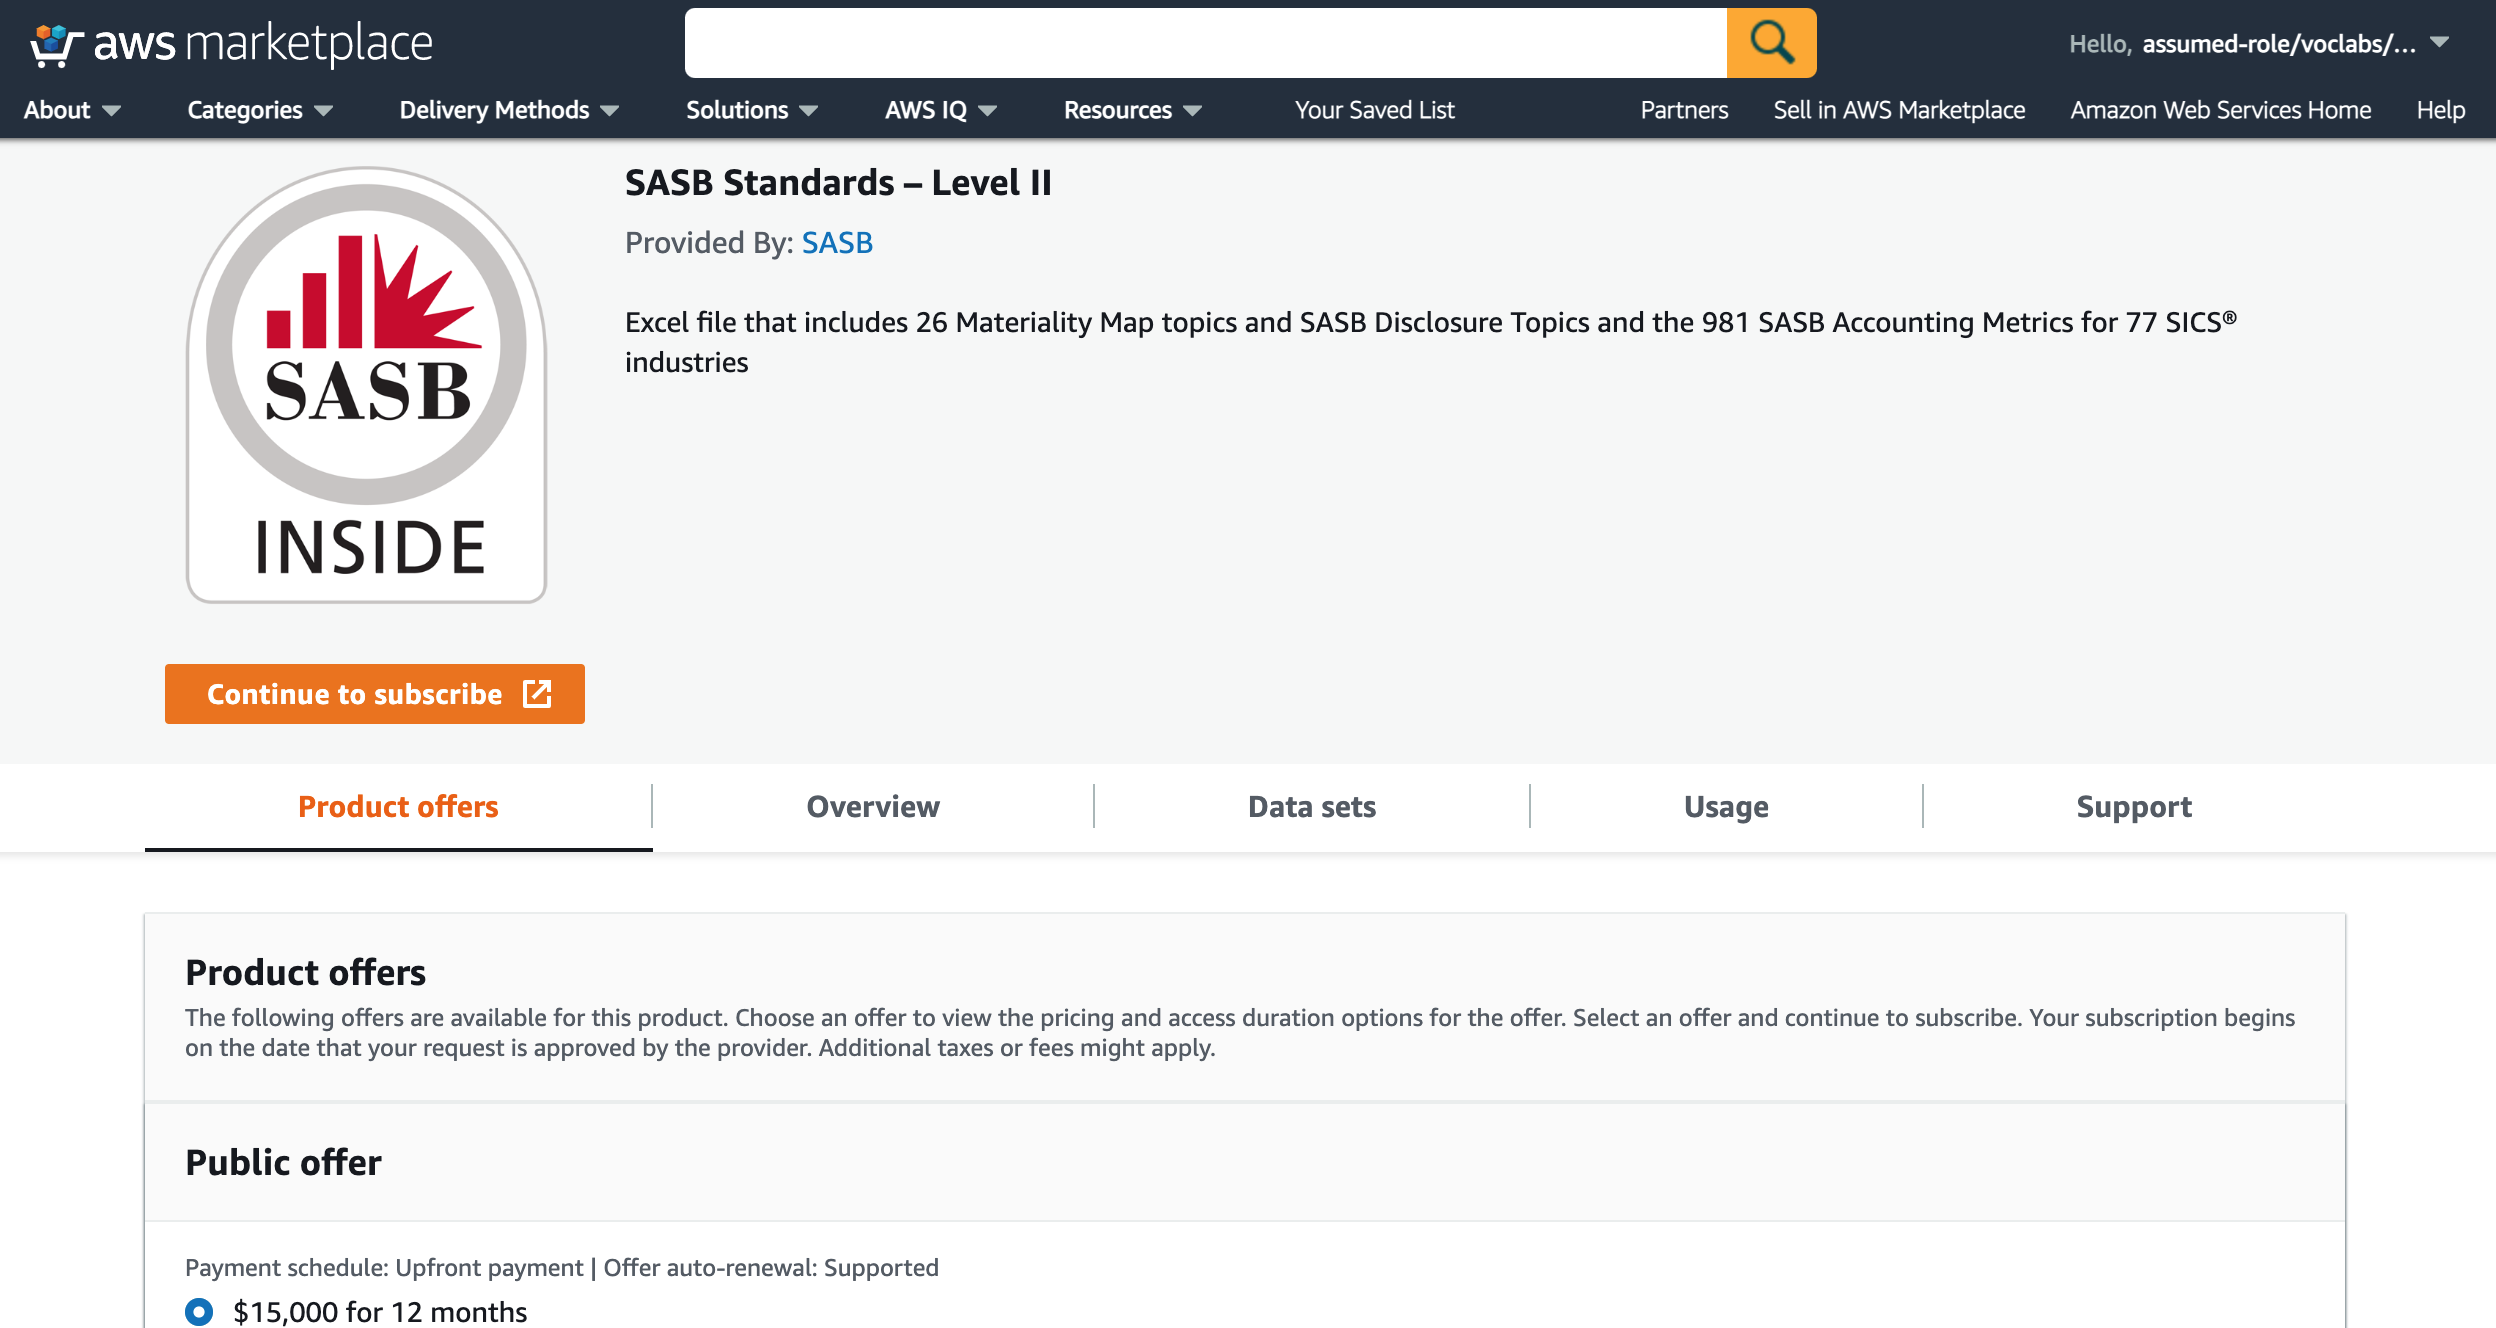 aws marketplace
Hello, assumed-role/voclabs/...
About
Categories
Delivery Methods
Solutions
AWS IQ
Resources
Your Saved List
Partners
Sell in AWS Marketplace
Amazon Web Services Home
Help
SASB
INSIDE
SASB Standards – Level II
Provided By: SASB
Excel file that includes 26 Materiality Map topics and SASB Disclosure Topics and the 981 SASB Accounting Metrics for 77 SICS®
industries
Continue to subscribe
Product offers
Overview
Data sets
Usage
Support
Product offers
The following offers are available for this product. Choose an offer to view the pricing and access duration options for the offer. Select an offer and continue to subscribe. Your subscription begins
on the date that your request is approved by the provider. Additional taxes or fees might apply.
Public offer
Payment schedule: Upfront payment | Offer auto-renewal: Supported
$15,000 for 12 months